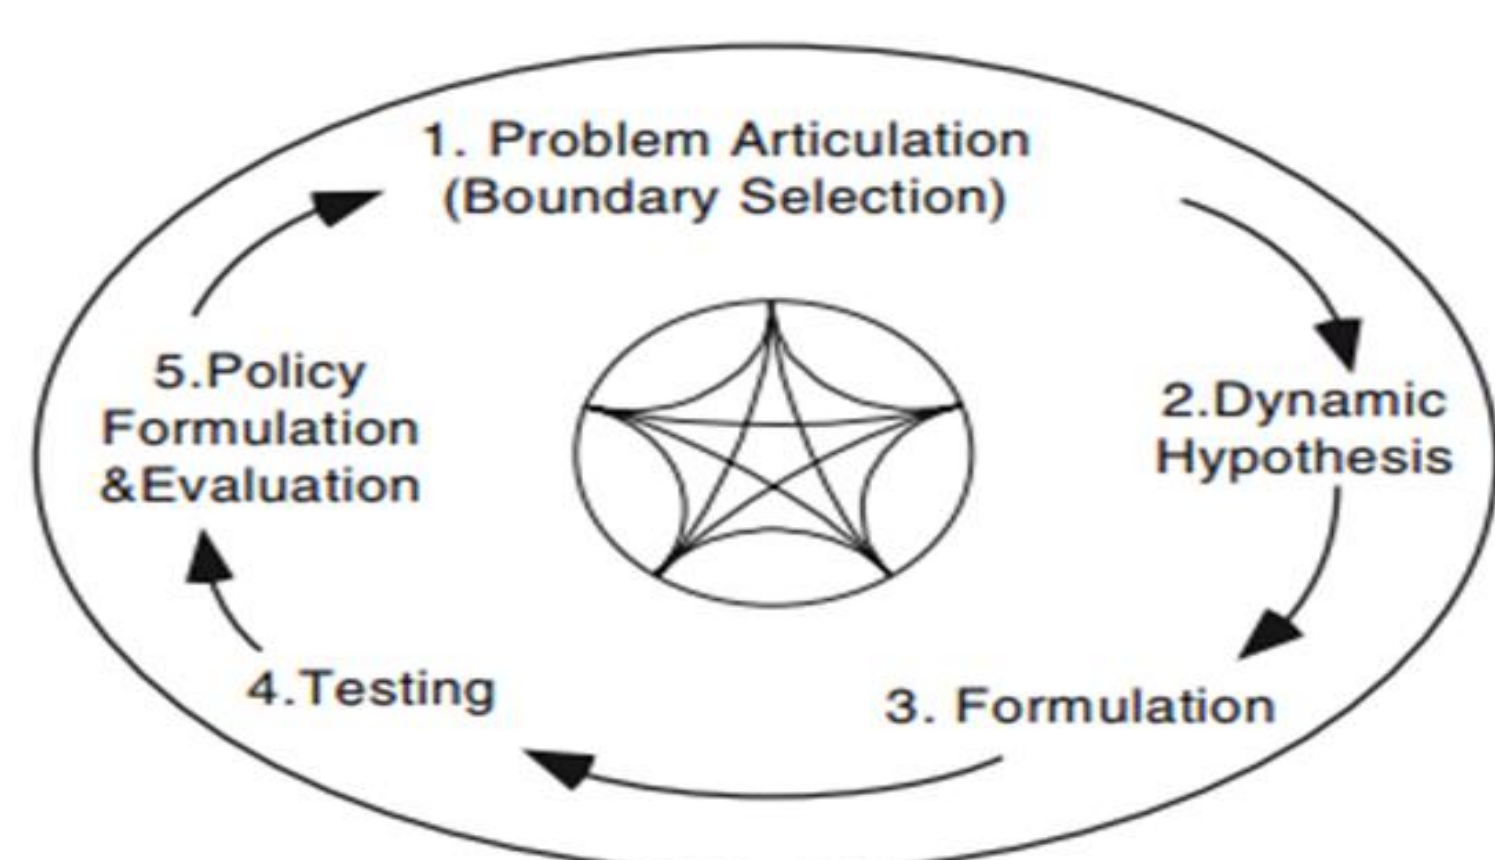 1. Problem Articulation
(Boundary Selection)
2.Dynamic
Hypothesis
3. Formulation
4.Testing
5.Policy
Formulation
&Evaluation